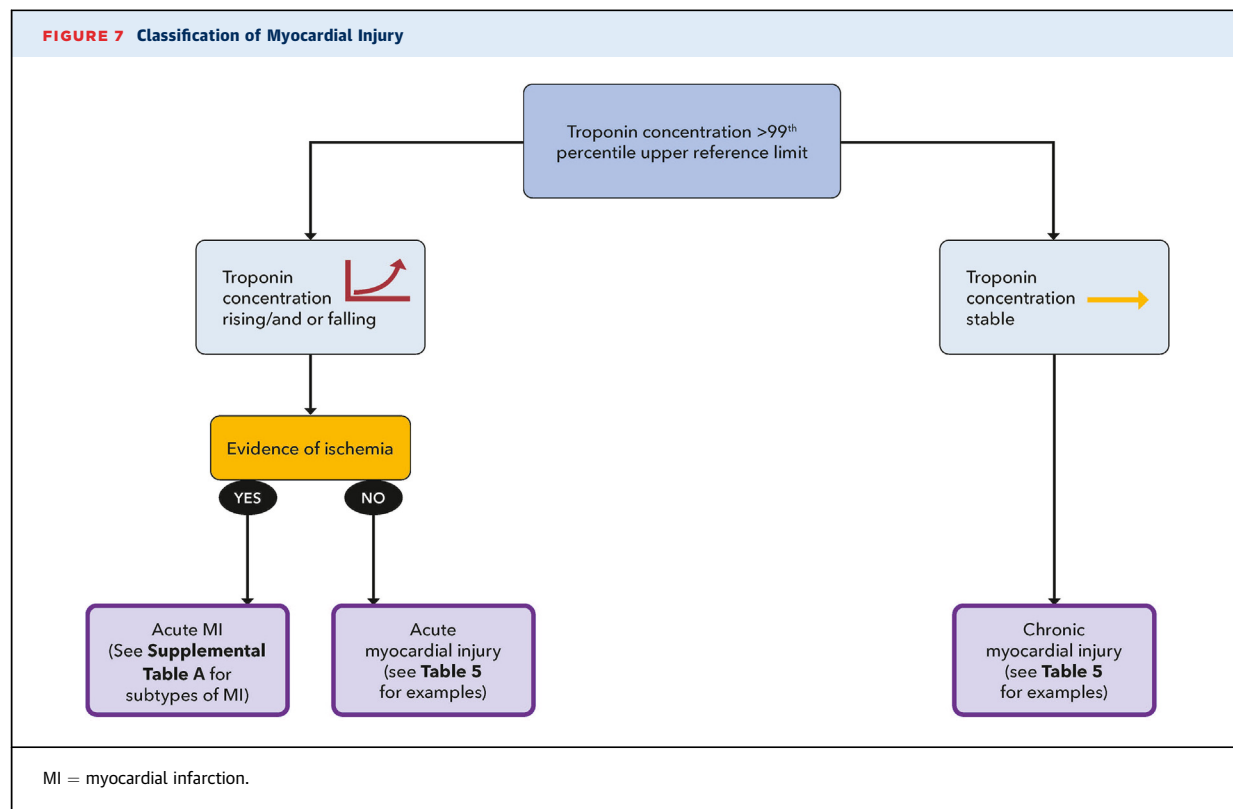 FIGURE 7 Classification of Myocardial Injury
Troponin concentration >99th
percentile upper reference limit
Troponin
concentration
rising/and or falling
Troponin
concentration
stable
Evidence of ischemia
YES
NO
Acute MI
(See Supplemental
Table A for
subtypes of MI)
Acute
myocardial injury
(see Table 5
for examples)
Chronic
myocardial injury
(see Table 5
for examples)
MI = myocardial infarction.